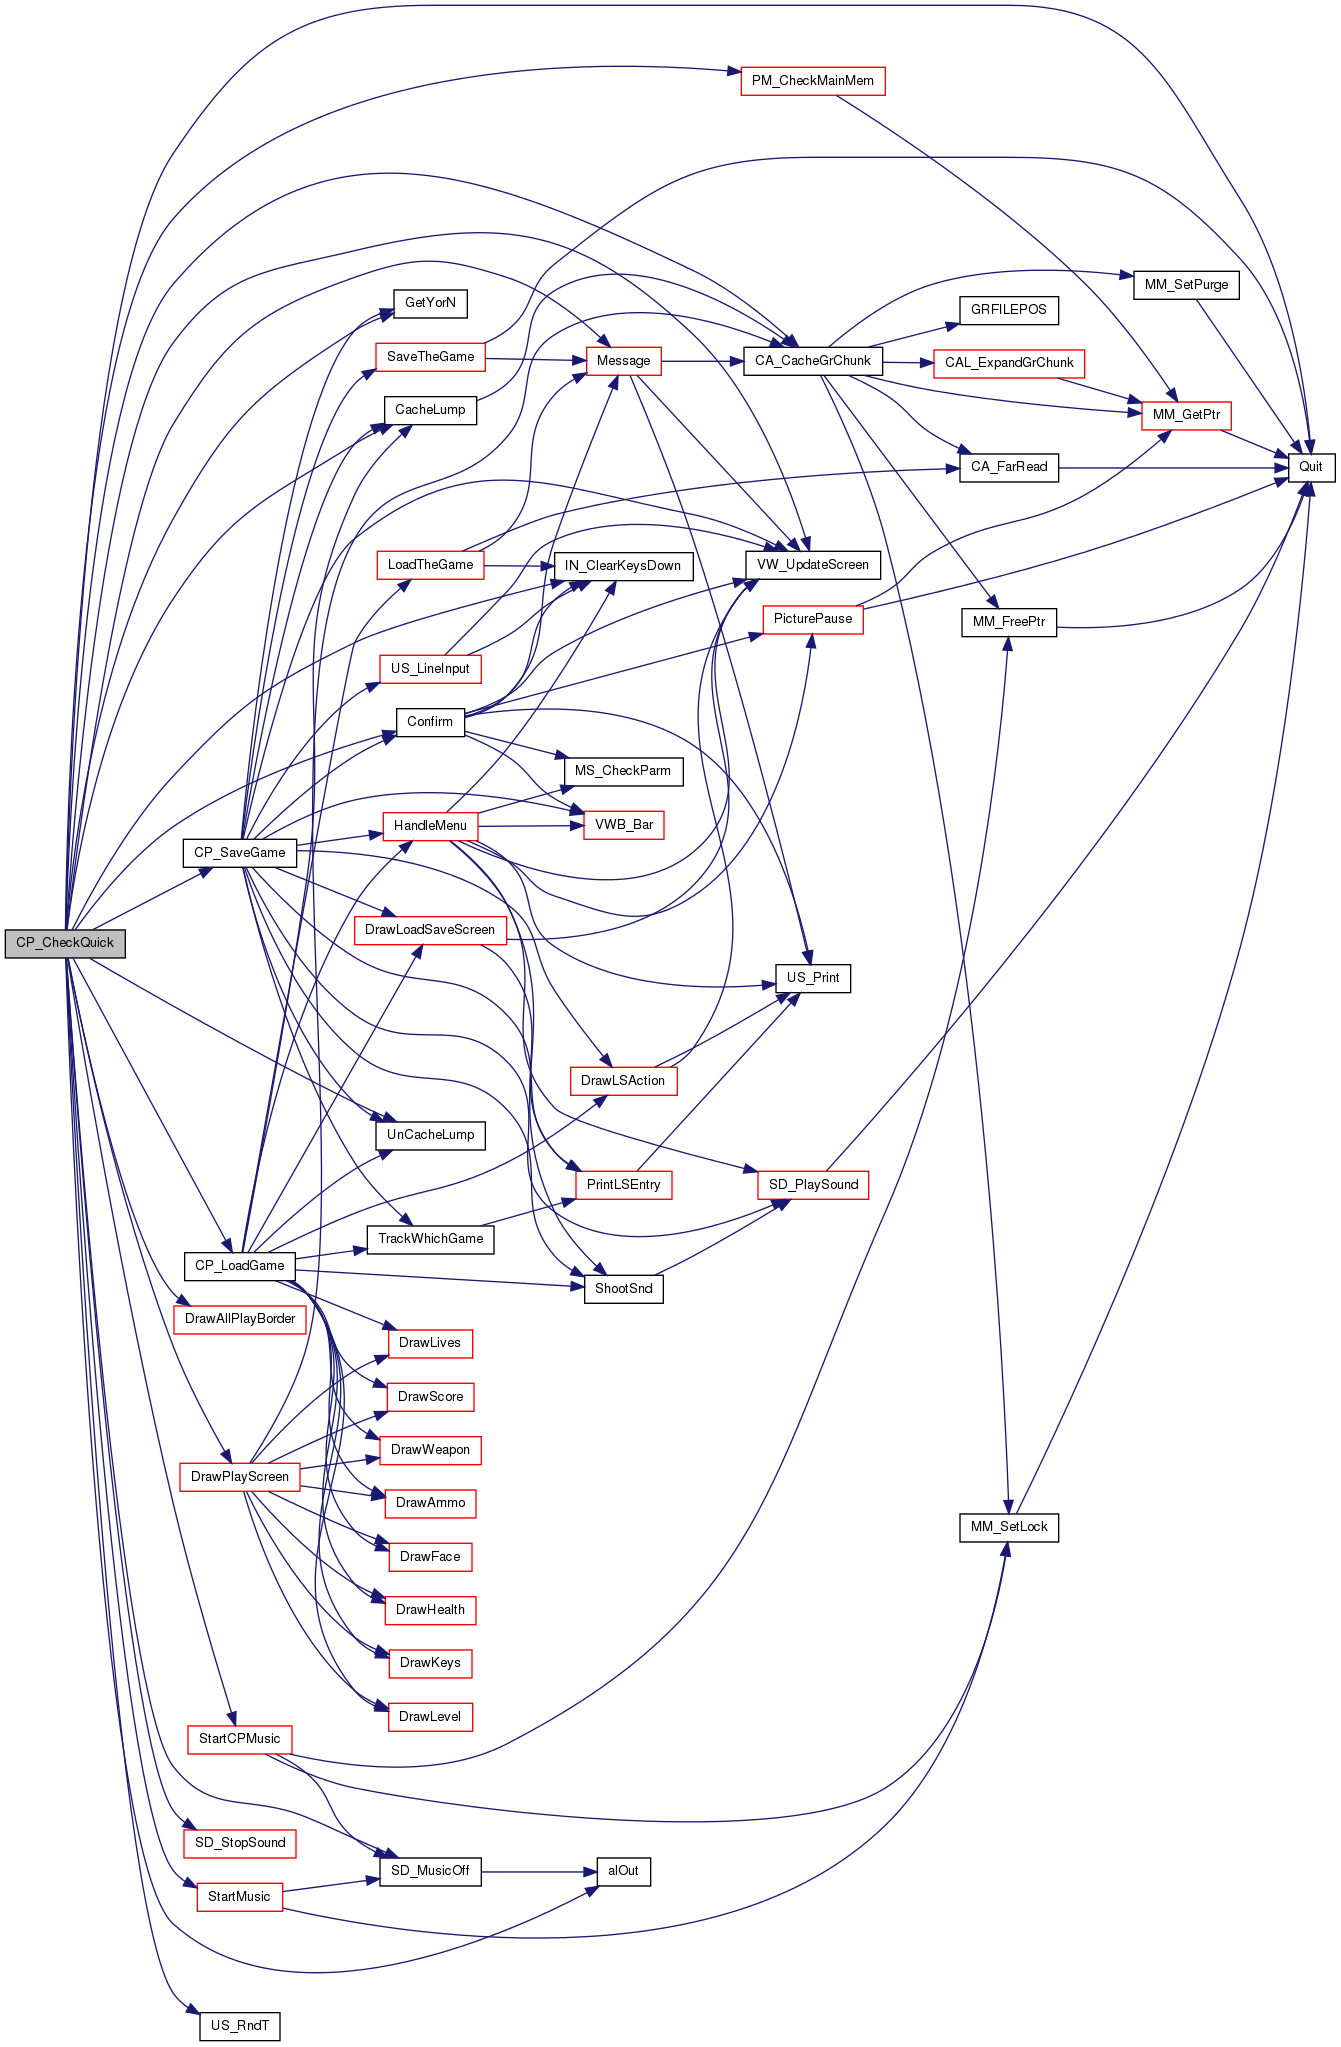 PM_CheckMainMem
MM_SetPurge
GetYorN
GRFILEPOS
SaveTheGame
Message
CA_CacheGrChunk
CAL_ExpandGrChunk
CacheLump
MM_GetPtr
CA_FarRead
Quit
LoadTheGame
IN_ClearKeysDown
VW_UpdateScreen
PicturePause
MM_FreePtr
US_LineInput
Confirm
MS_CheckParm
HandleMenu
VWB_Bar
CP_SaveGame
DrawLoadSaveScreen
CP_CheckQuick
US_Print
DrawLSAction
UnCacheLump
PrintLSEntry
SD_PlaySound
TrackWhichGame
CP_LoadGame
ShootSnd
DrawAllPlayBorder
DrawLives
DrawScore
DrawWeapon
DrawPlayScreen
DrawAmmo
MM_SetLock
DrawFace
DrawHealth
DrawKeys
DrawLevel
StartCPMusic
SD_StopSound
SD_MusicOff
alOut
StartMusic
US_RndT